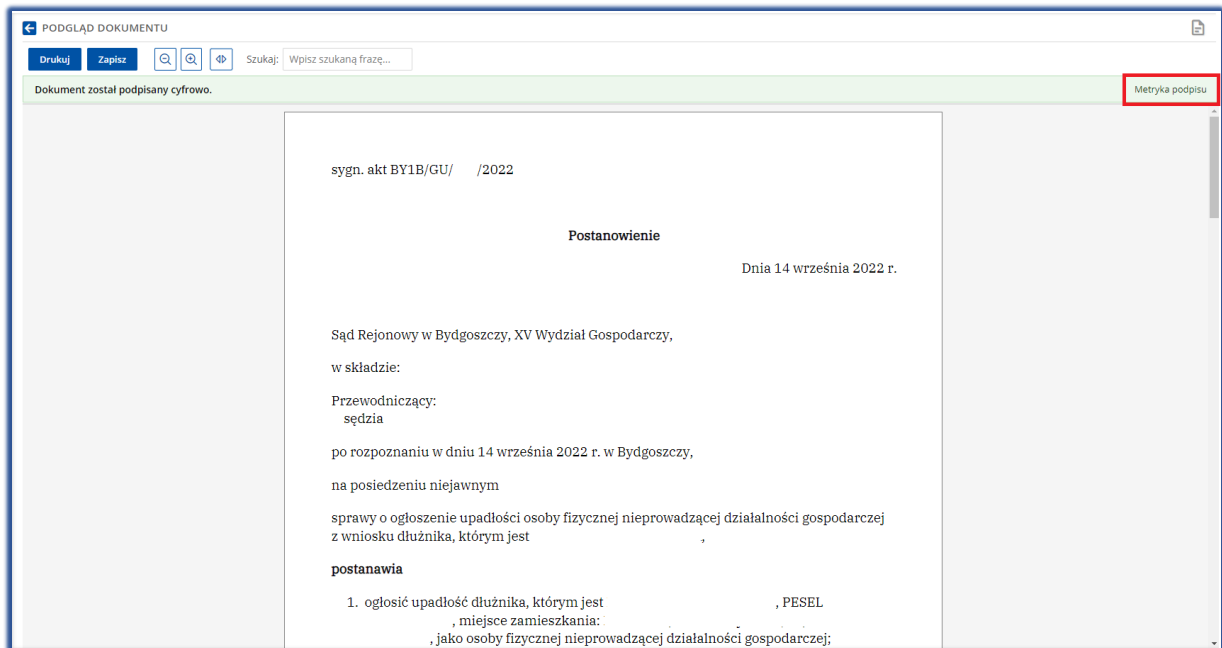 PODGLĄD DOKUMENTU
Drukuj Zapisz Szukaj: Wpisz szukaną frazę...
Dokument został podpisany cyfrowo. Metryka podpisu
sygn. akt BY1B/GU/ /2022
Postanowienie
Dnia 14 września 2022 r.
Sąd Rejonowy w Bydgoszczy, XV Wydział Gospodarczy,
w składzie:
Przewodniczący:
sędzia
po rozpoznaniu w dniu 14 września 2022 r. w Bydgoszczy,
na posiedzeniu niejawnym
sprawy o ogłoszenie upadłości osoby fizycznej nieprowadzącej działalności gospodarczej
z wniosku dłużnika, którym jest ,
postanawia
1. ogłosić upadłość dłużnika, którym jest , PESEL
, miejsce zamieszkania:
, jako osoby fizycznej nieprowadzącej działalności gospodarczej;